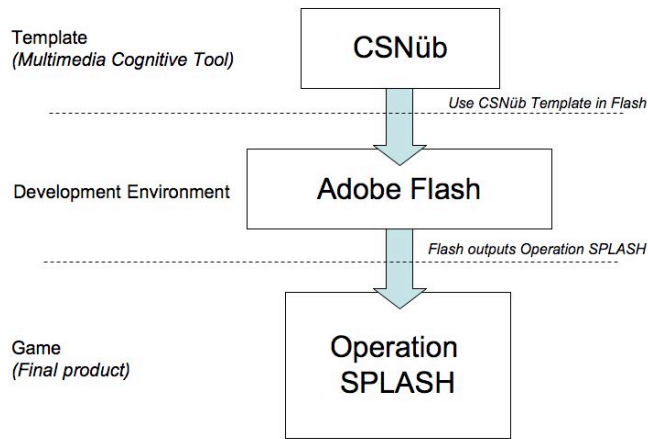 Template
(Multimedia Cognitive Tool)
CSNüb
Use CSNüb Template in Flash
Development Environment
Adobe Flash
Flash outputs Operation SPLASH
Game
(Final product)
Operation
SPLASH